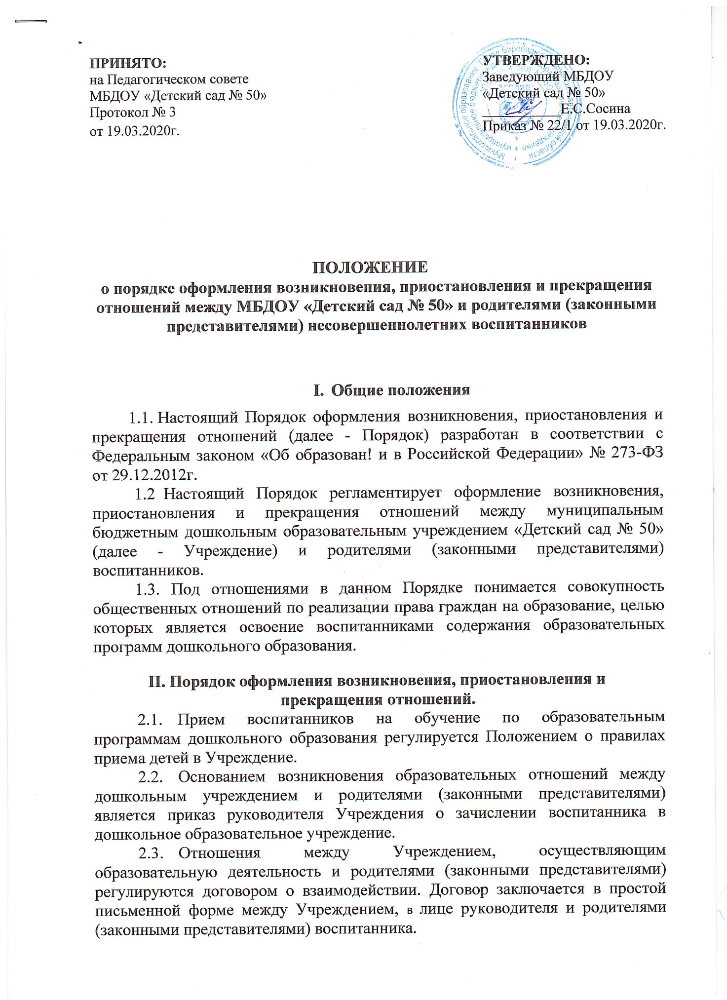 ПРИНЯТО:
на Педагогическом совете
МБДОУ «Детский сад № 50»
Протокол № 3
от 19.03.2020г.
УТВЕРЖДЕНО:
Заведующий МБДОУ
«Детский сад № 50»
___________Е.С.Сосина
Приказ № 22/1 от 19.03.2020г.
ПОЛОЖЕНИЕ
о порядке оформления возникновения, приостановления и прекращения
отношений между МБДОУ «Детский сад № 50» и родителями (законными
представителями) несовершеннолетних воспитанников
I. Общие положения
1.1. Настоящий Порядок оформления возникновения, приостановления и
прекращения отношений (далее - Порядок) разработан в соответствии с
Федеральным законом «Об образован! и в Российской Федерации» № 273-ФЗ
от 29.12.2012г.
1.2 Настоящий Порядок регламентирует оформление возникновения,
приостановления и прекращения отношений между муниципальным
бюджетным дошкольным образовательным учреждением «Детский сад № 50»
(далее - Учреждение) и родителями (законными представителями)
воспитанников.
1.3. Под отношениями в данном Порядке понимается совокупность
общественных отношений по реализации права граждан на образование, целью
которых является освоение воспитанниками содержания образовательных
программ дошкольного образования.
П. Порядок оформления возникновения, приостановления и
прекращения отношений.
2.1. Прием воспитанников на обучение по образовательным
программам дошкольного образования регулируется Положением о правилах
приема детей в Учреждение.
2.2. Основанием возникновения образовательных отношений между
дошкольным учреждением и родителями (законными представителями)
является приказ руководителя Учреждения о зачислении воспитанника в
дошкольное образовательное учреждение.
2.3. Отношения между Учреждением, осуществляющим
образовательную деятельность и родителями (законными представителями)
регулируются договором о взаимодействии. Договор заключается в простой
письменной форме между Учреждением, в лице руководителя и родителями
(законными представителями) воспитанника.